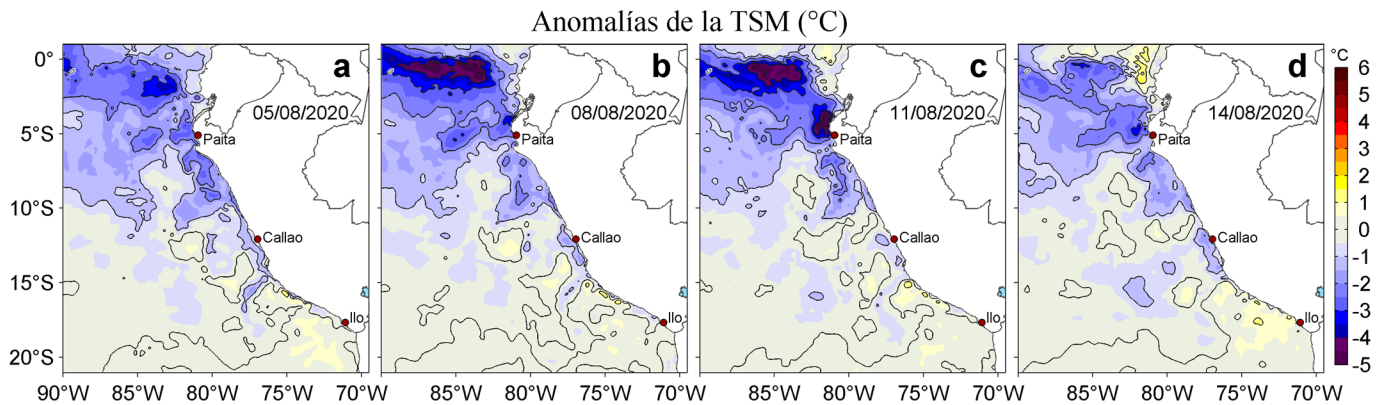 Anomalías de la TSM (°C)
a
05/08/2020
Paita
Callao
Ilo
b
08/08/2020
Paita
Callao
Ilo
c
11/08/2020
Paita
Callao
Ilo
d
14/08/2020
Paita
Callao
Ilo
0°
5°S
10°S
15°S
20°S
90°W 85°W 80°W 75°W 70°W
85°W 80°W 75°W 70°W
85°W 80°W 75°W 70°W
85°W 80°W 75°W 70°W
°C
6
5
4
3
2
1
0
-1
-2
-3
-4
-5